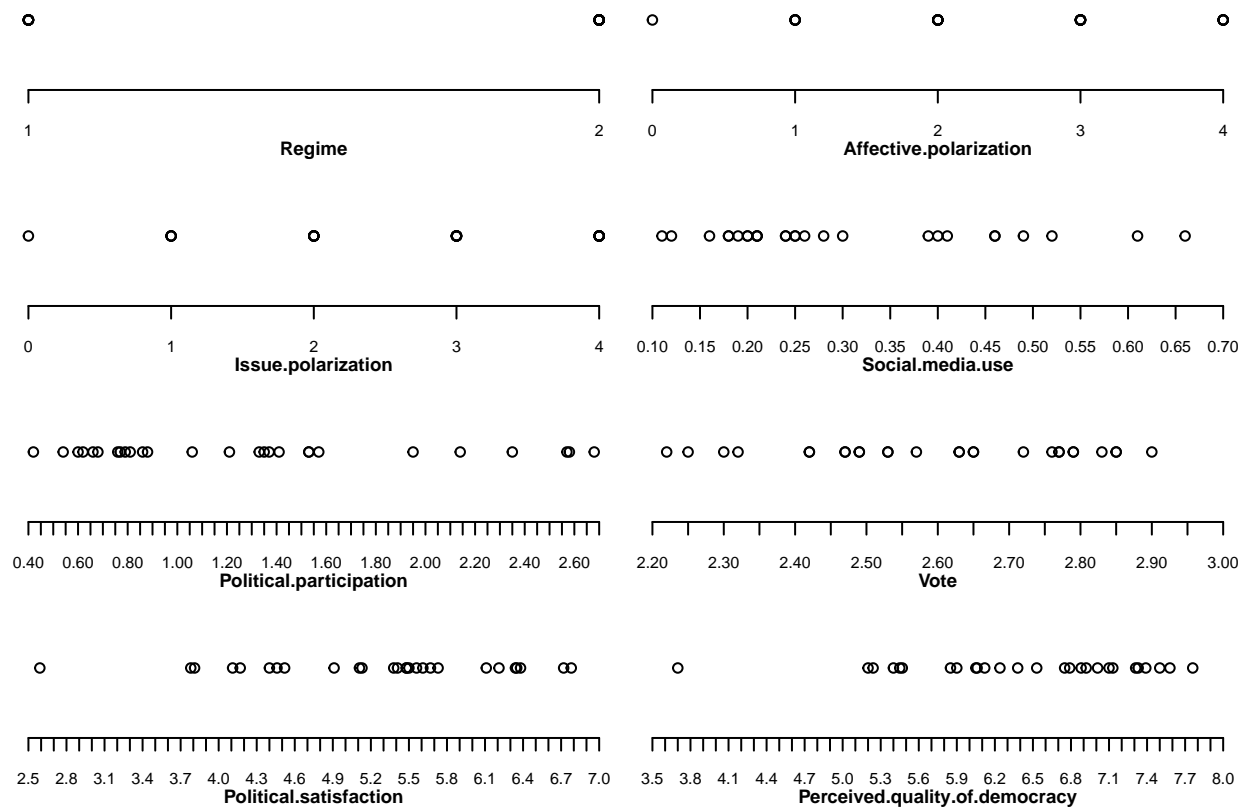 1 2
Regime
0 1 2 3 4
Affective.polarization
0 1 2 3 4
Issue.polarization
0.10 0.15 0.20 0.25 0.30 0.35 0.40 0.45 0.50 0.55 0.60 0.65 0.70
Social.media.use
0.40 0.60 0.80 1.00 1.20 1.40 1.60 1.80 2.00 2.20 2.40 2.60
Political.participation
2.20 2.30 2.40 2.50 2.60 2.70 2.80 2.90 3.00
Vote
2.5 2.8 3.1 3.4 3.7 4.0 4.3 4.6 4.9 5.2 5.5 5.8 6.1 6.4 6.7 7.0
Political.satisfaction
3.5 3.8 4.1 4.4 4.7 5.0 5.3 5.6 5.9 6.2 6.5 6.8 7.1 7.4 7.7 8.0
Perceived.quality.of.democracy